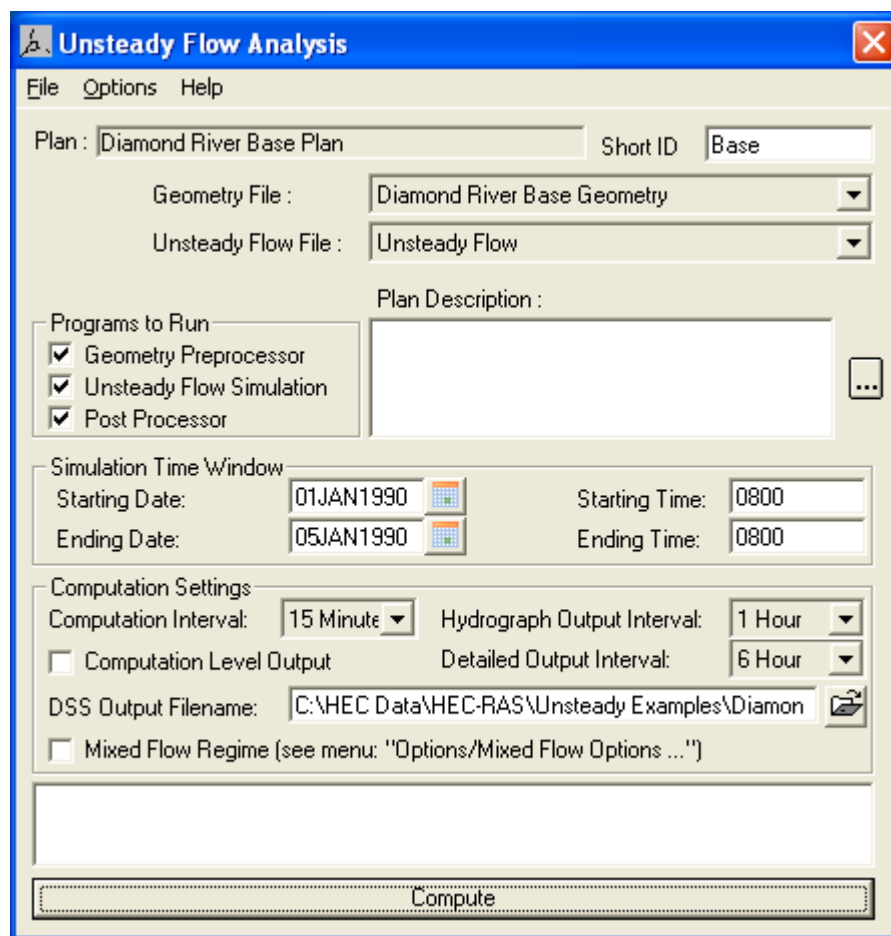 Unsteady Flow Analysis
File Options Help
Plan : Diamond River Base Plan Short ID Base
Geometry File : Diamond River Base Geometry
Unsteady Flow File : Unsteady Flow
Plan Description :
Programs to Run
Geometry Preprocessor
Unsteady Flow Simulation
Post Processor
...
Simulation Time Window
Starting Date: 01JAN1990 Starting Time: 0800
Ending Date: 05JAN1990 Ending Time: 0800
Computation Settings
Computation Interval: 15 Minute Hydrograph Output Interval: 1 Hour
Computation Level Output Detailed Output Interval: 6 Hour
DSS Output Filename: C:\HEC Data\HEC-RAS\Unsteady Examples\Diamon
Mixed Flow Regime (see menu: "Options/Mixed Flow Options ...")
Compute